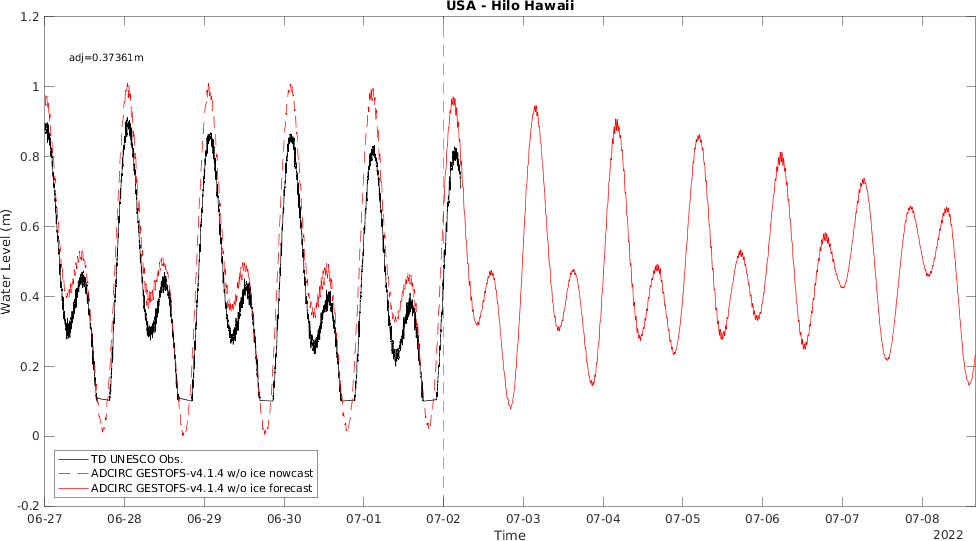 USA - Hilo Hawaii
1.2
1
0.8
0.6
0.4
0.2
0
-0.2
Water Level (m)
adj=0.37361m
TD UNESCO Obs.
ADCIRC GESTOFS-v4.1.4 w/o ice nowcast
ADCIRC GESTOFS-v4.1.4 w/o ice forecast
06-27 06-28 06-29 06-30 07-01 07-02 07-03 07-04 07-05 07-06 07-07 07-08
Time
2022